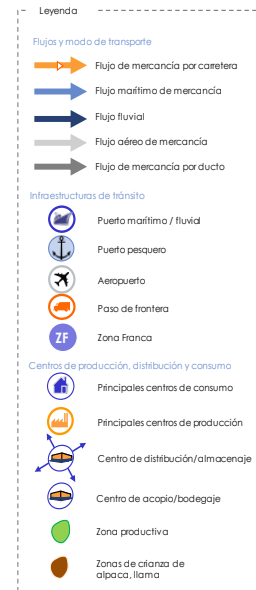 Leyenda
Flujos y modo de transporte
Flujo de mercancía por carretera
Flujo marítimo de mercancía
Flujo fluvial
Flujo aéreo de mercancía
Flujo de mercancía por ducto
Infraestructuras de tránsito
Puerto marítimo / fluvial
Puerto pesquero
Aeropuerto
Paso de frontera
ZF Zona Franca
Centros de producción, distribución y consumo
Principales centros de consumo
Principales centros de producción
Centro de distribución/almacenaje
Centro de acopio/bodegaje
Zona productiva
Zonas de crianza de
alpaca, llama